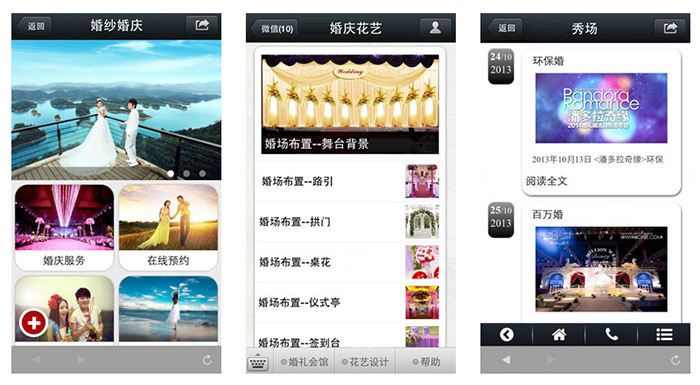 返回
婚纱婚庆
婚庆服务
在线预约
微信(10)
婚庆花艺
Wedding
婚场布置--舞台背景
婚场布置--路引
婚场布置--拱门
婚场布置--桌花
婚场布置--仪式亭
婚场布置--签到台
婚礼会馆
花艺设计
帮助
返回
秀场
24/10
2013
环保婚
Pandora
Romance
潘多拉奇缘
2013年10月13日 <潘多拉奇缘>环保
阅读全文
25/10
2013
百万婚